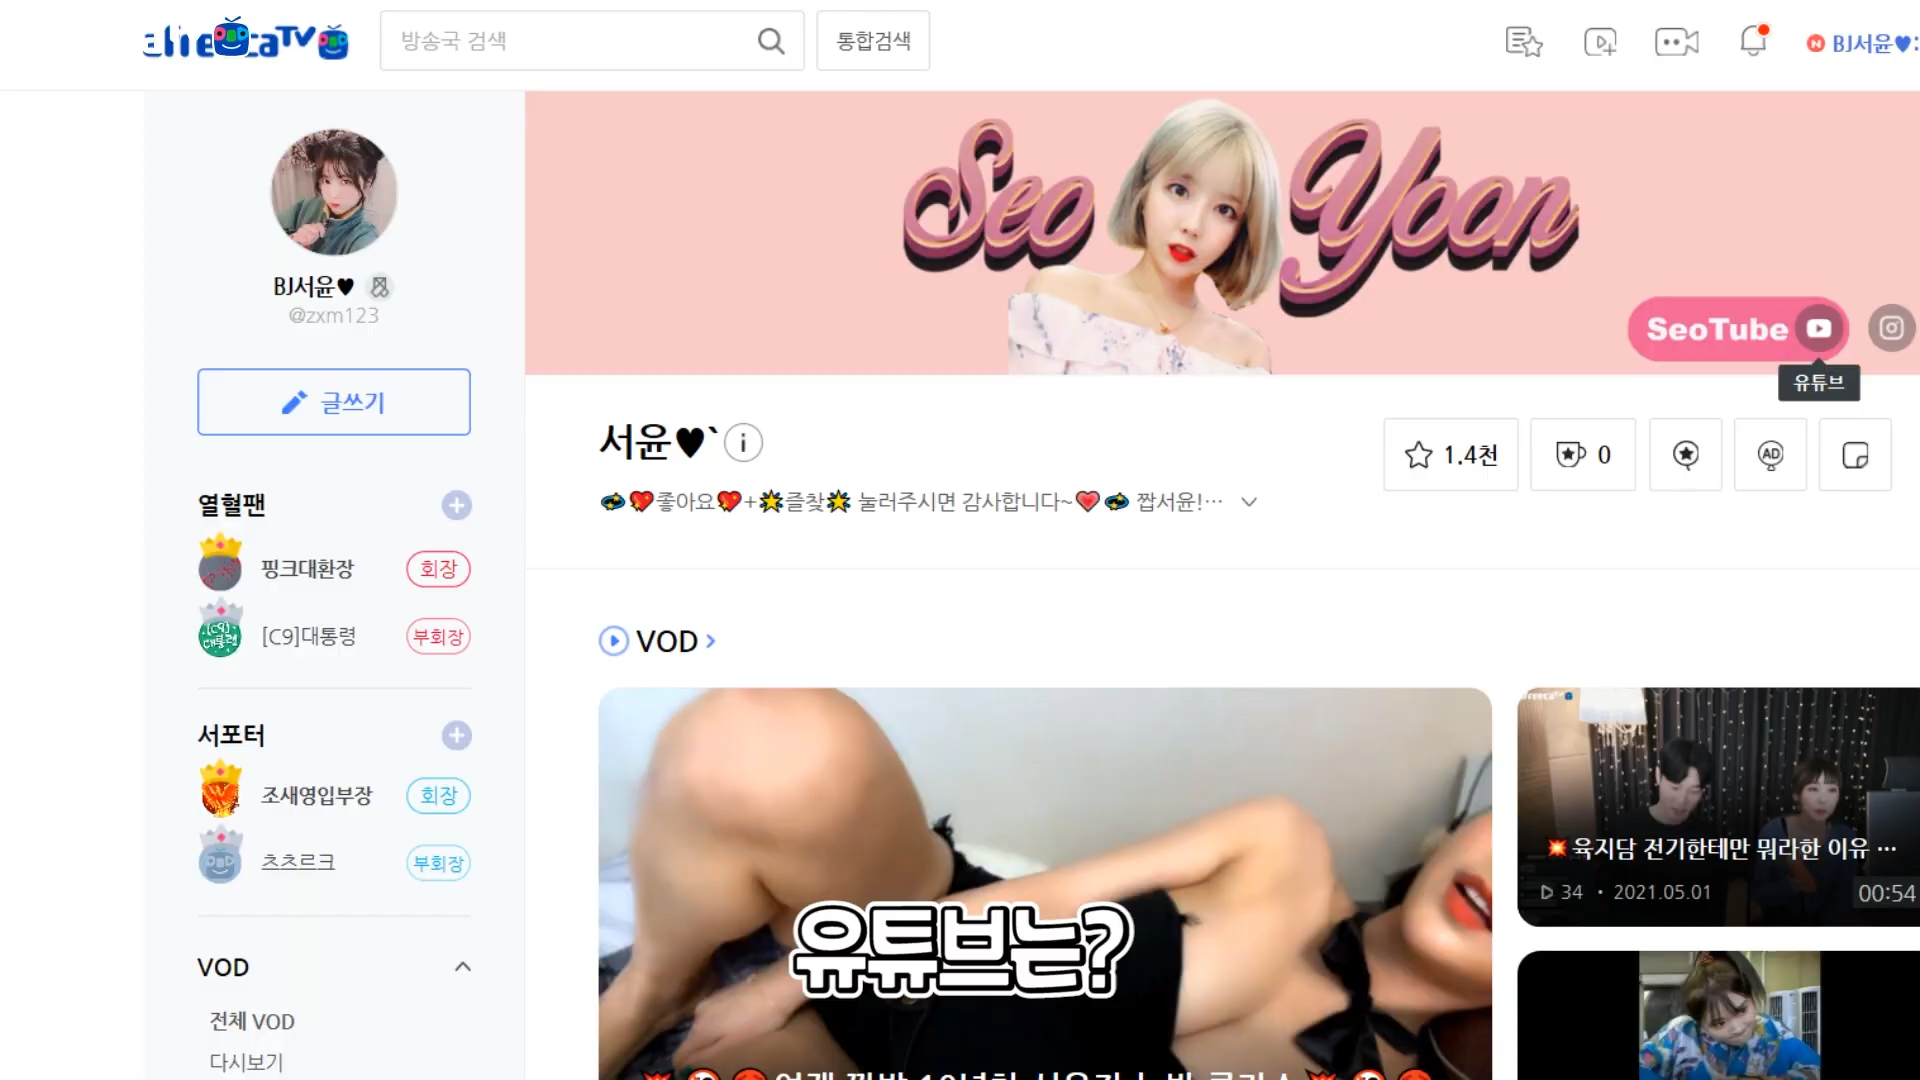 afreecaTV
방송국 검색
통합검색
N BJ서윤♥:
BJ서윤♥
@zxm123
글쓰기
열혈팬
핑크대환장 회장
[C9]대통령 부회장
서포터
조새영입부장 회장
츠츠르크 부회장
VOD
전체 VOD
다시보기
Seo Yoon
SeoTube
유튜브
서윤♥`
좋아요 + 즐찾 눌러주시면 감사합니다~ 짭서윤!…
1.4천
0
AD
VOD
유튜브는?
육지담 전기한테만 뭐라한 이유 …
34 • 2021.05.01
00:54